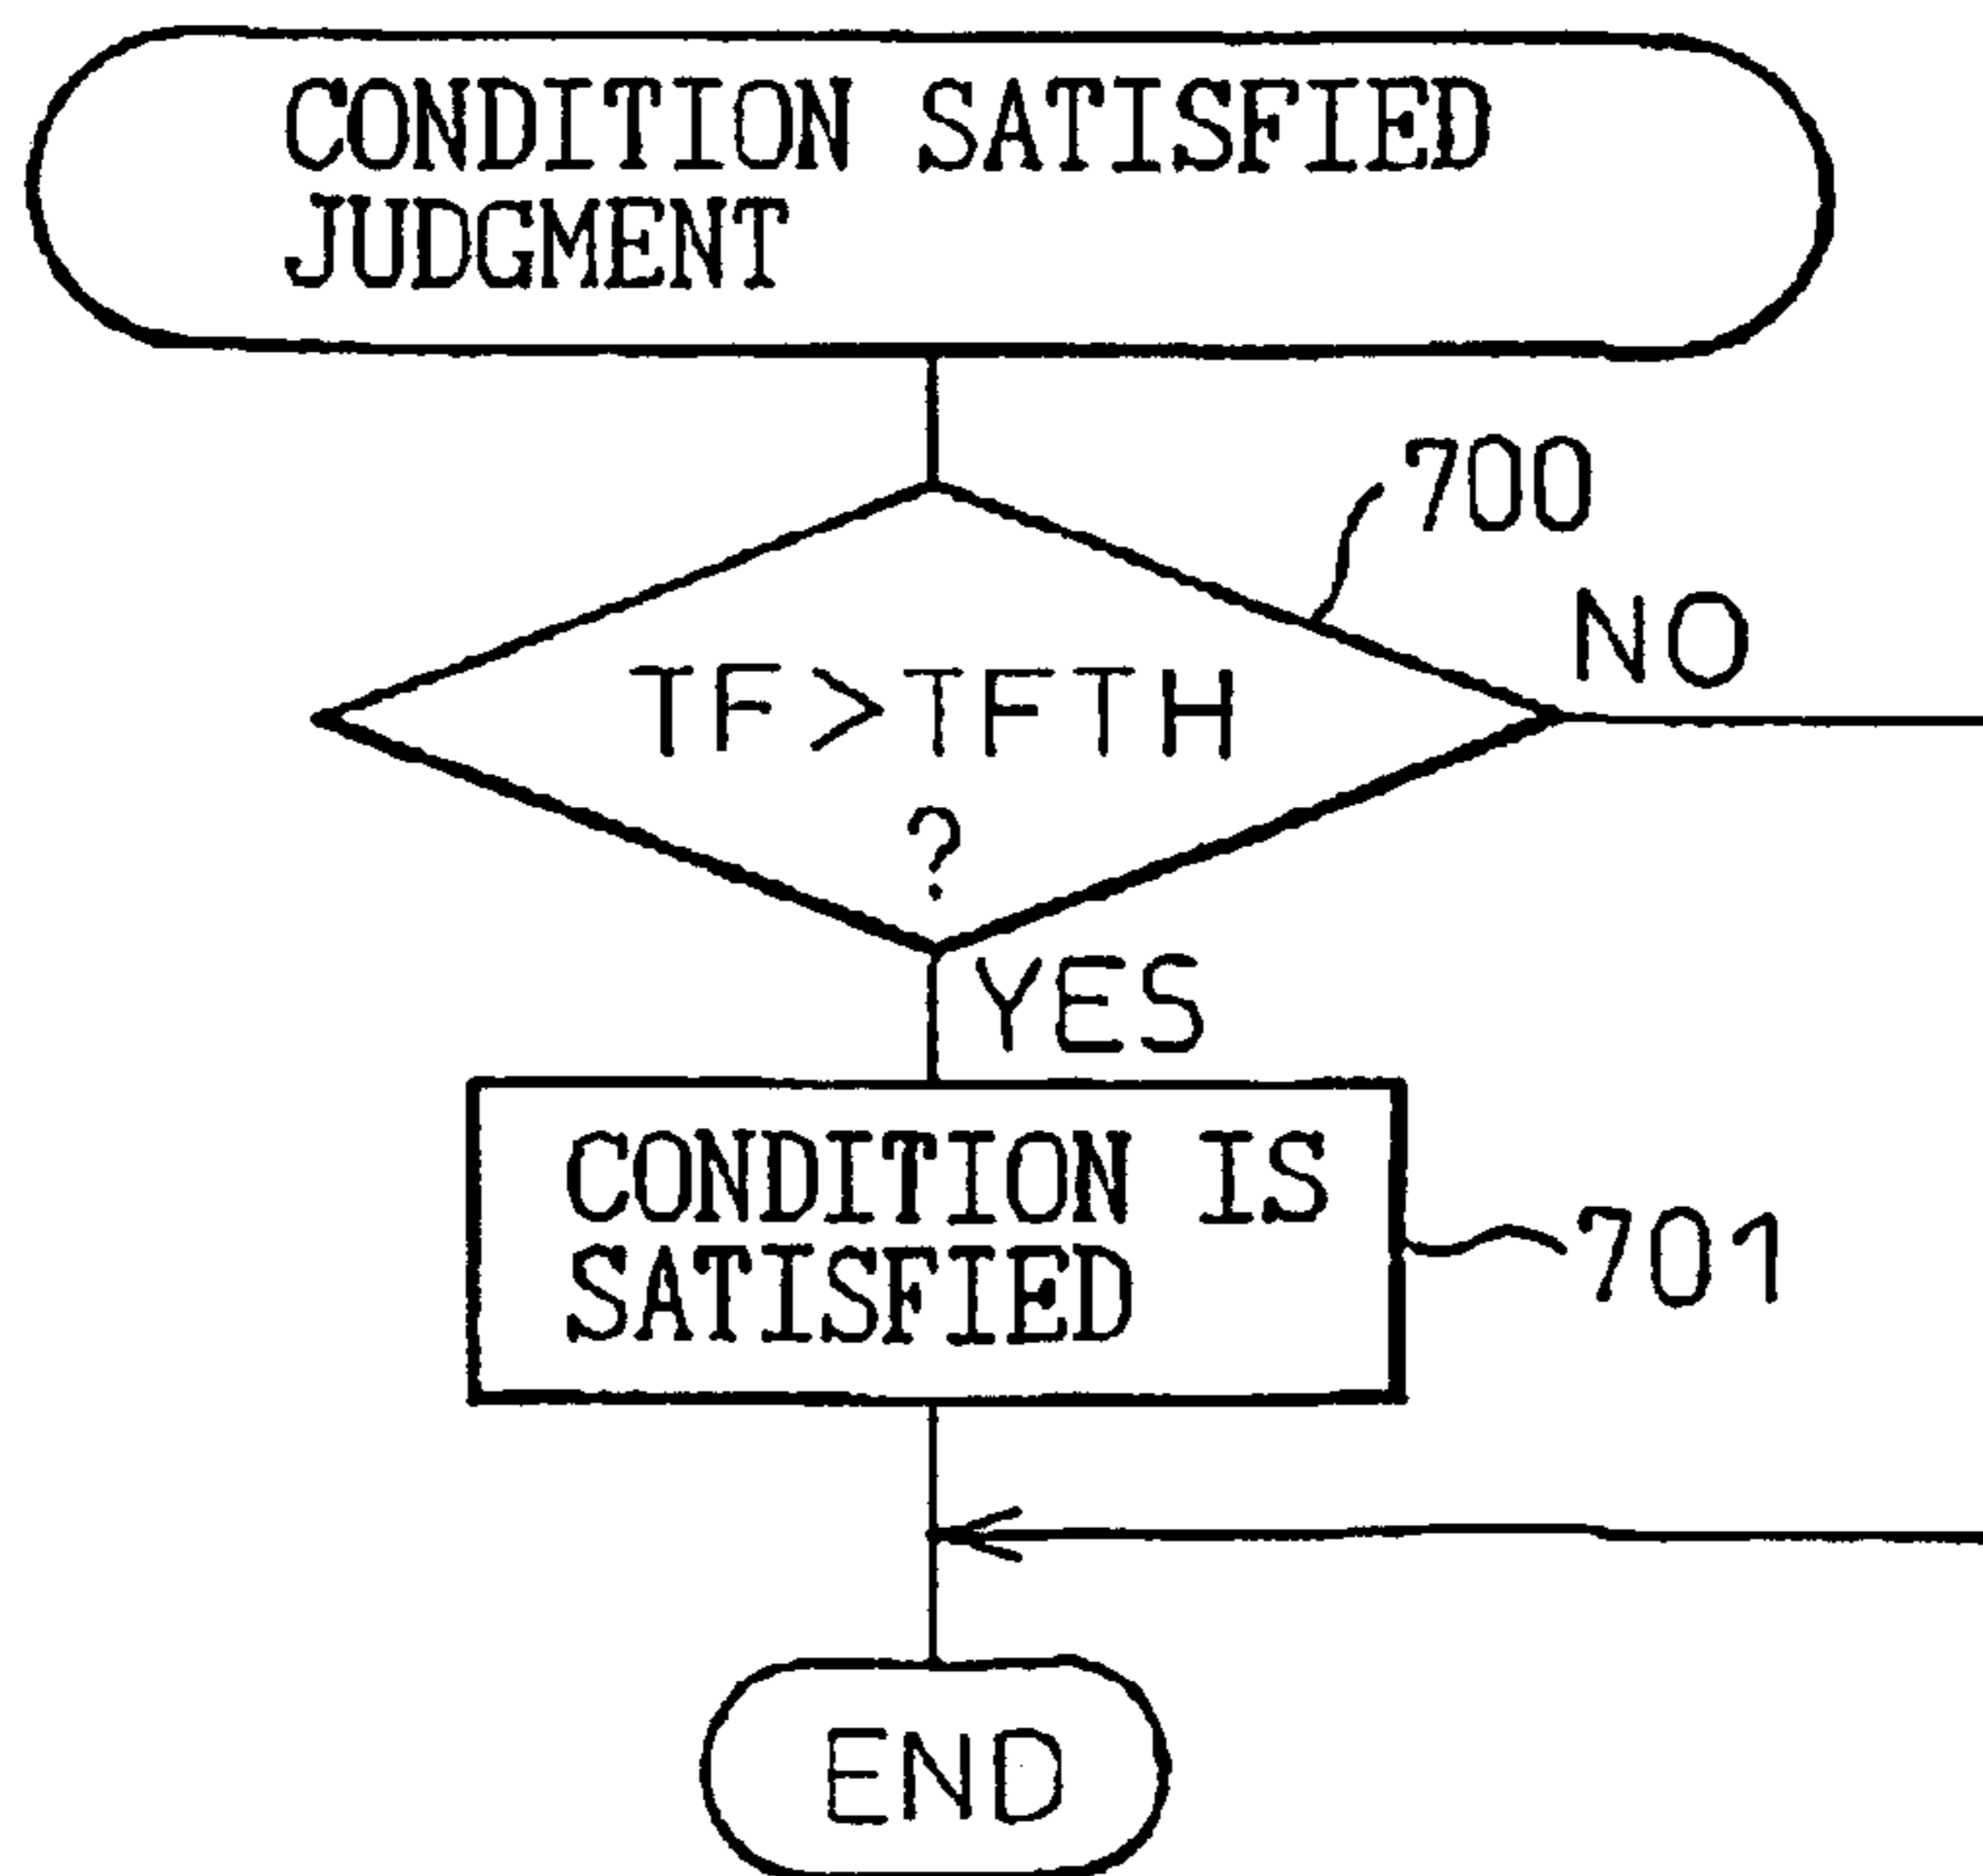 CONDITION SATISFIED
JUDGMENT
700
NO
TF>TFTH
?
YES
CONDITION IS
SATISFIED
701
END